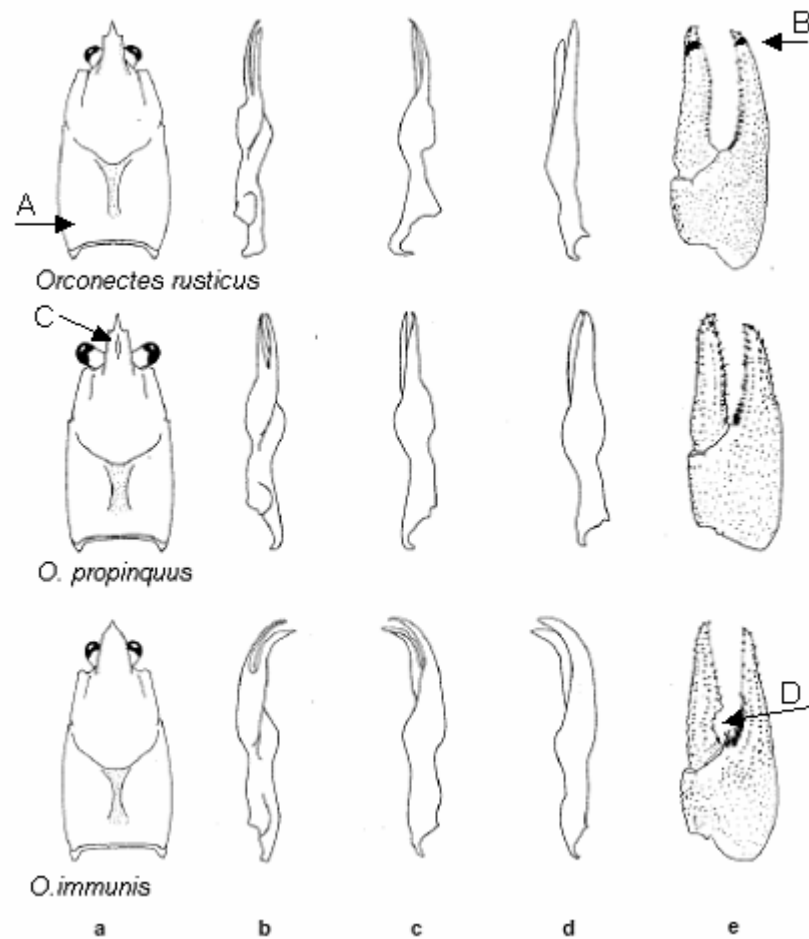 B
A
Orconectes rusticus
C
O. propinquus
D
O.immunis
a b c d e